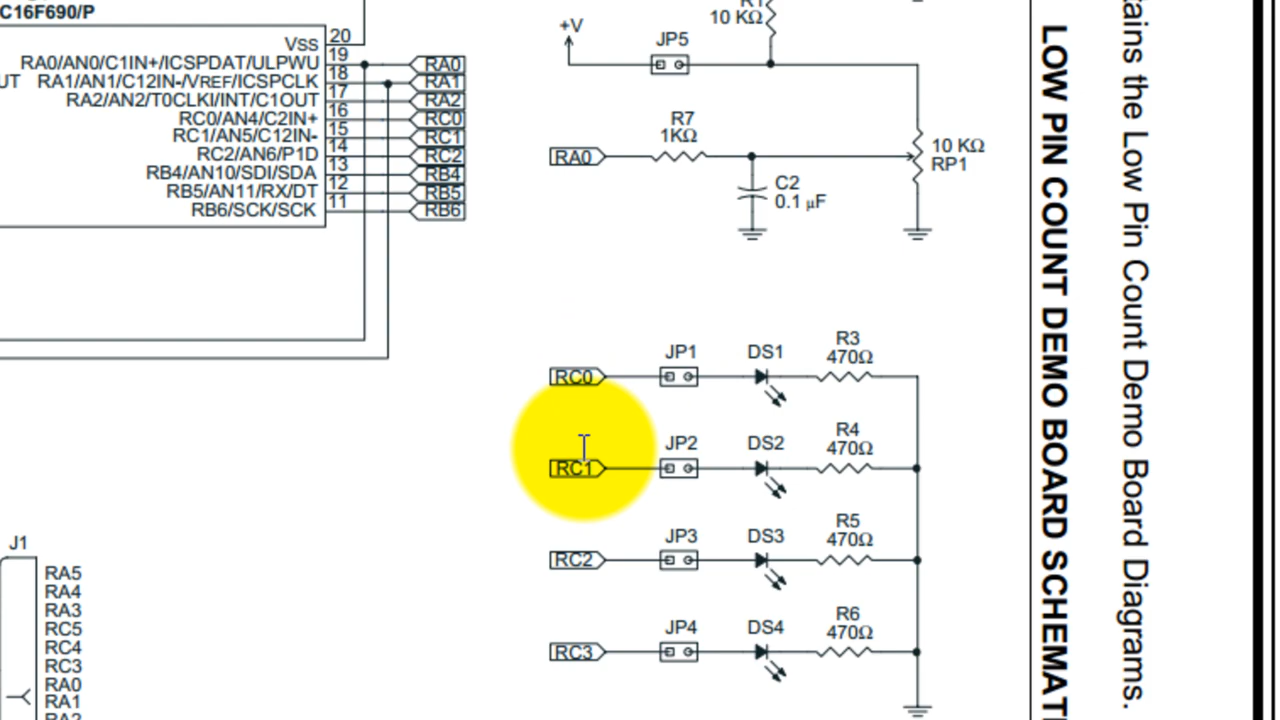 C16F690/P
VSS
20
RA0/AN0/C1IN+/ICSPDAT/ULPWU
19
RA0
UT
RA1/AN1/C12IN-/VREF/ICSPCLK
18
RA1
RA2/AN2/T0CLKI/INT/C1OUT
17
RA2
RC0/AN4/C2IN+
16
RC0
RC1/AN5/C12IN-
15
RC1
RC2/AN6/P1D
14
RC2
RB4/AN10/SDI/SDA
13
RB4
RB5/AN11/RX/DT
12
RB5
RB6/SCK/SCK
11
RB6
10 KΩ
+V
JP5
R7
1KΩ
RA0
10 KΩ
RP1
C2
0.1 µF
JP1
DS1
R3
470Ω
RC0
JP2
DS2
R4
470Ω
RC1
JP3
DS3
R5
470Ω
RC2
JP4
DS4
R6
470Ω
RC3
J1
RA5
RA4
RA3
RC5
RC4
RC3
RA0
RA1
RA2
LOW PIN COUNT DEMO BOARD SCHEMATI
tains the Low Pin Count Demo Board Diagrams.